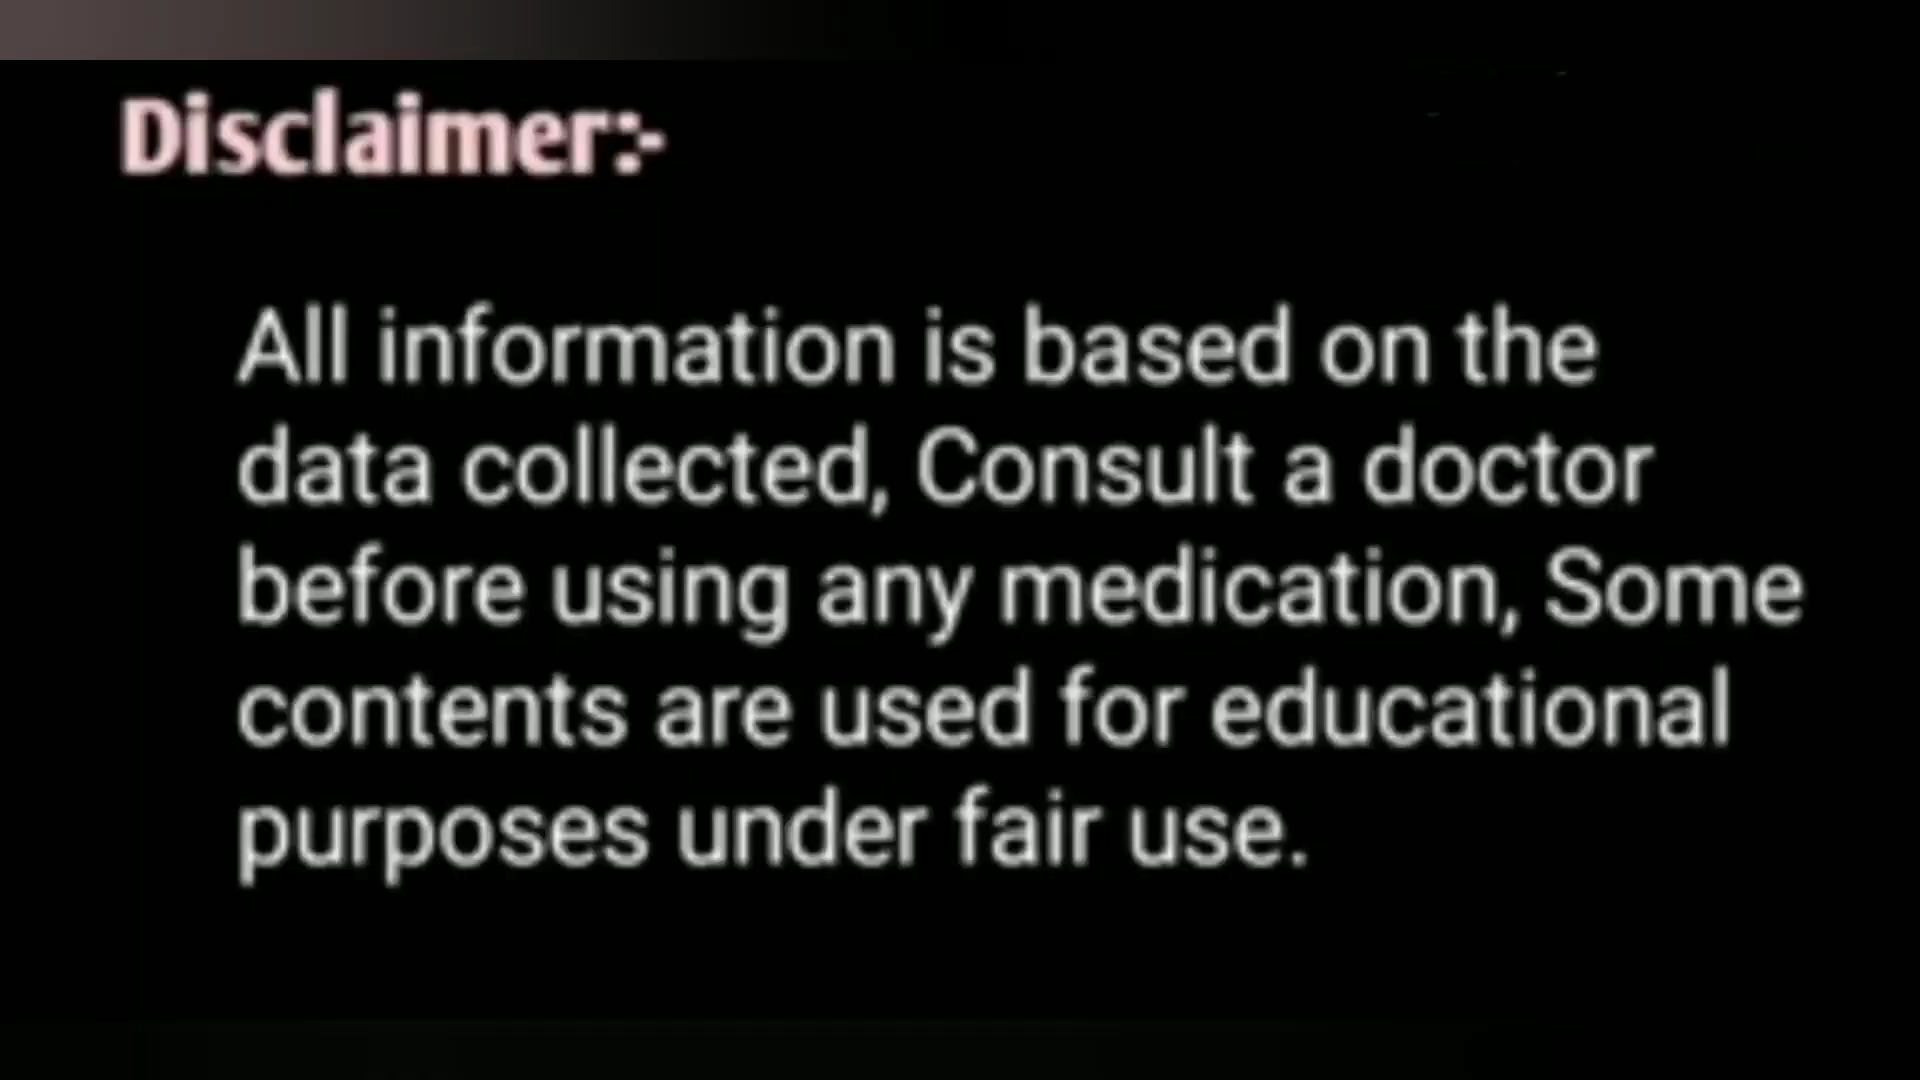 Disclaimer:-
All information is based on the
data collected, Consult a doctor
before using any medication, Some
contents are used for educational
purposes under fair use.